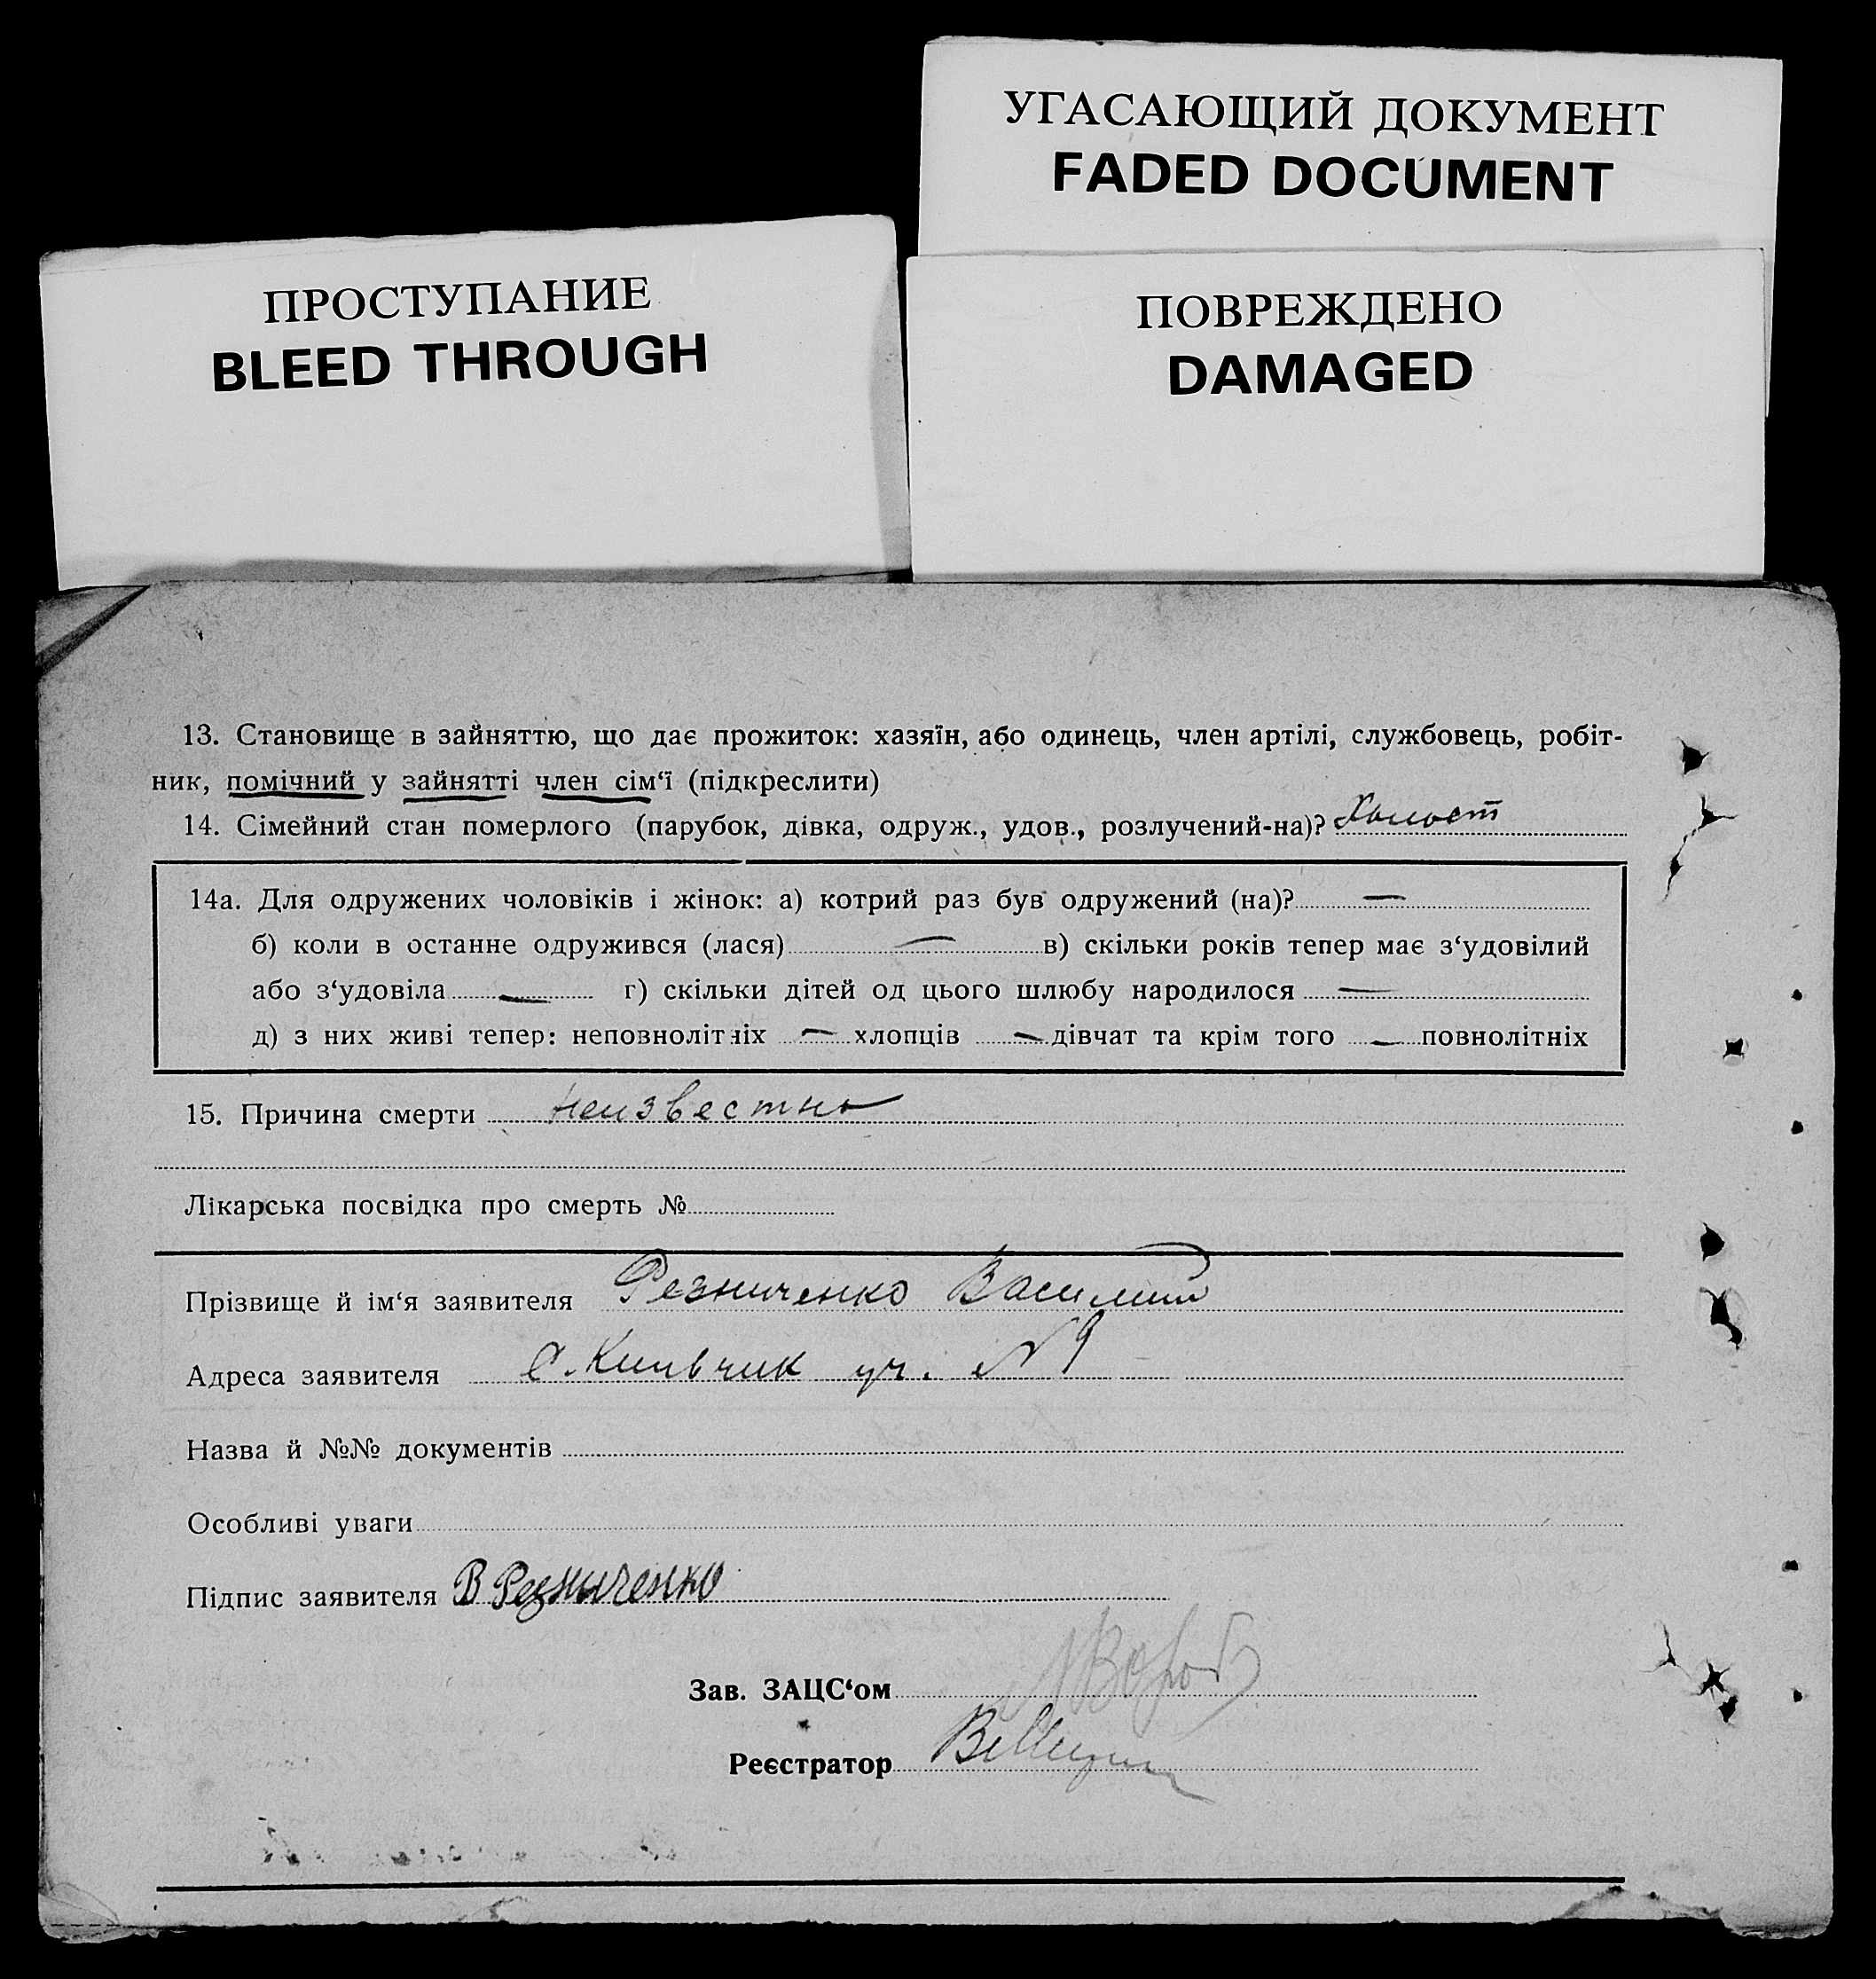 УГАСАЮЩИЙ ДОКУМЕНТ
FADED DOCUMENT
ПРОСТУПАНИЕ
BLEED THROUGH
ПОВРЕЖДЕНО
DAMAGED
13. Становище в зайняттю, що дає прожиток: хазяїн, або одинець, член артілі, службовець, робіт-
ник, помічний у зайнятті член сім‘ї (підкреслити)
14. Сімейний стан померлого (парубок, дівка, одруж., удов., розлучений-на)? Холост
14а. Для одружених чоловіків і жінок: а) котрий раз був одружений (на)? —
б) коли в останне одружився (лася) — в) скільки років тепер має з‘удовілий
або з‘удовіла — г) скільки дітей од цього шлюбу народилося —
д) з них живі тепер: неповнолітніх — хлопців — дівчат та крім того — повнолітніх
15. Причина смерти неизвестно
Лікарська посвідка про смерть №
Прізвище й ім‘я заявителя Резниченко Василий
Адреса заявителя с. Кильчик уч. № 9
Назва й №№ документів
Особливі уваги
Підпис заявителя В Резниченко
Зав. ЗАЦС‘ом
Реєстратор